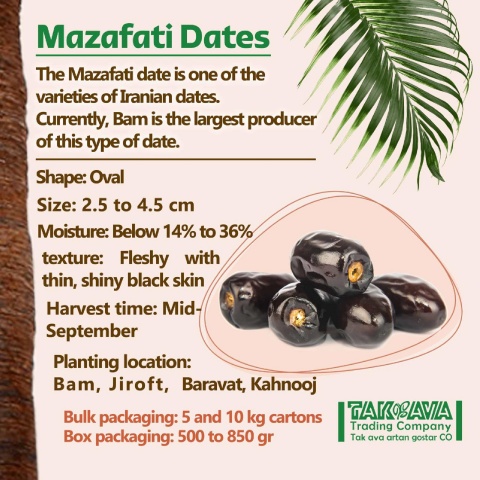 Mazafati Dates
The Mazafati date is one of the
varieties of Iranian dates.
Currently, Bam is the largest producer
of this type of date.
Shape: Oval
Size: 2.5 to 4.5 cm
Moisture: Below 14% to 36%
texture: Fleshy with
thin, shiny black skin
Harvest time: Mid-
September
Planting location:
Bam, Jiroft, Baravat, Kahnooj
Bulk packaging: 5 and 10 kg cartons
Box packaging: 500 to 850 gr
TAK AVA
Trading Company
Tak ava artan gostar CO